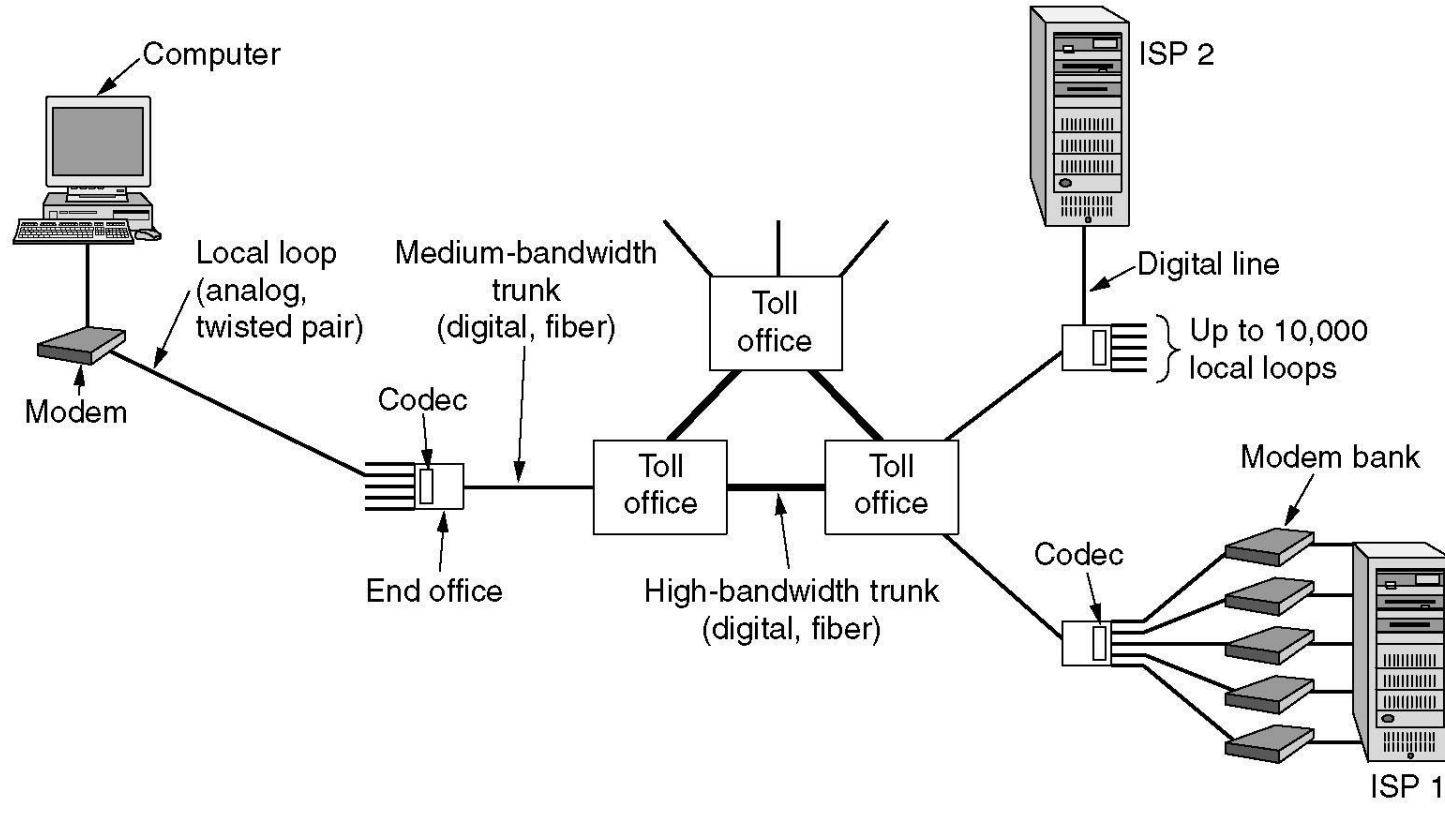 Computer
ISP 2
Local loop
(analog,
twisted pair)
Medium-bandwidth
trunk
(digital, fiber)
Toll
office
Digital line
Up to 10,000
local loops
Modem
Codec
Toll
office
Toll
office
Modem bank
End office
High-bandwidth trunk
(digital, fiber)
Codec
ISP 1